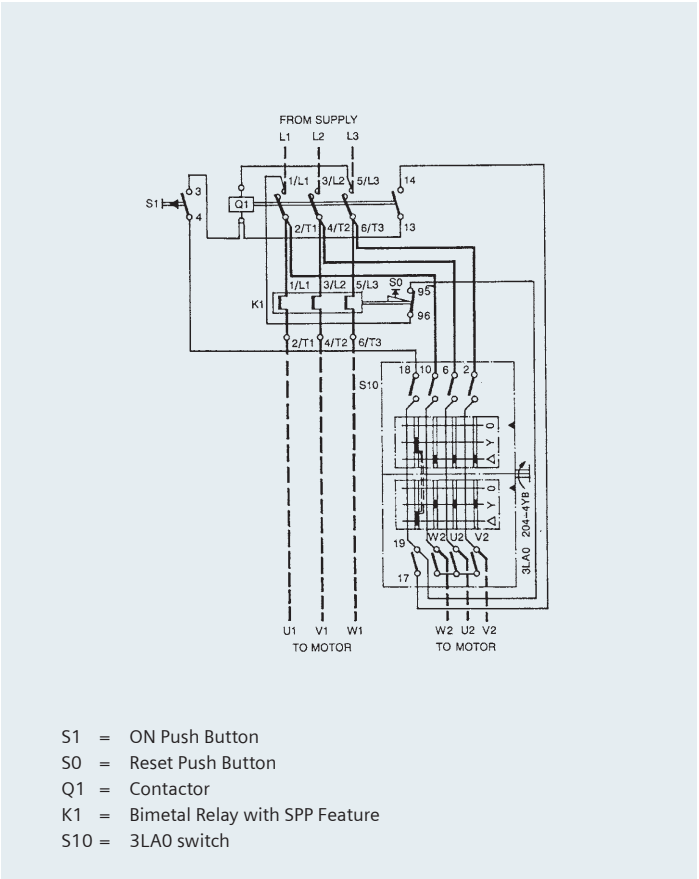 FROM SUPPLY
L1 L2 L3
1/L1 3/L2 5/L3 14
3
S1 Q1
4
2/T1 4/T2 6/T3 13
1/L1 3/L2 5/L3 S0 95
K1
96
2/T1 4/T2 6/T3
18 10 6 2
S10
0
Y
△
0
Y
△
3LA0 204-4YB
W2 U2 V2
19
17
U1 V1 W1 W2 U2 V2
TO MOTOR TO MOTOR
S1 = ON Push Button
S0 = Reset Push Button
Q1 = Contactor
K1 = Bimetal Relay with SPP Feature
S10 = 3LA0 switch